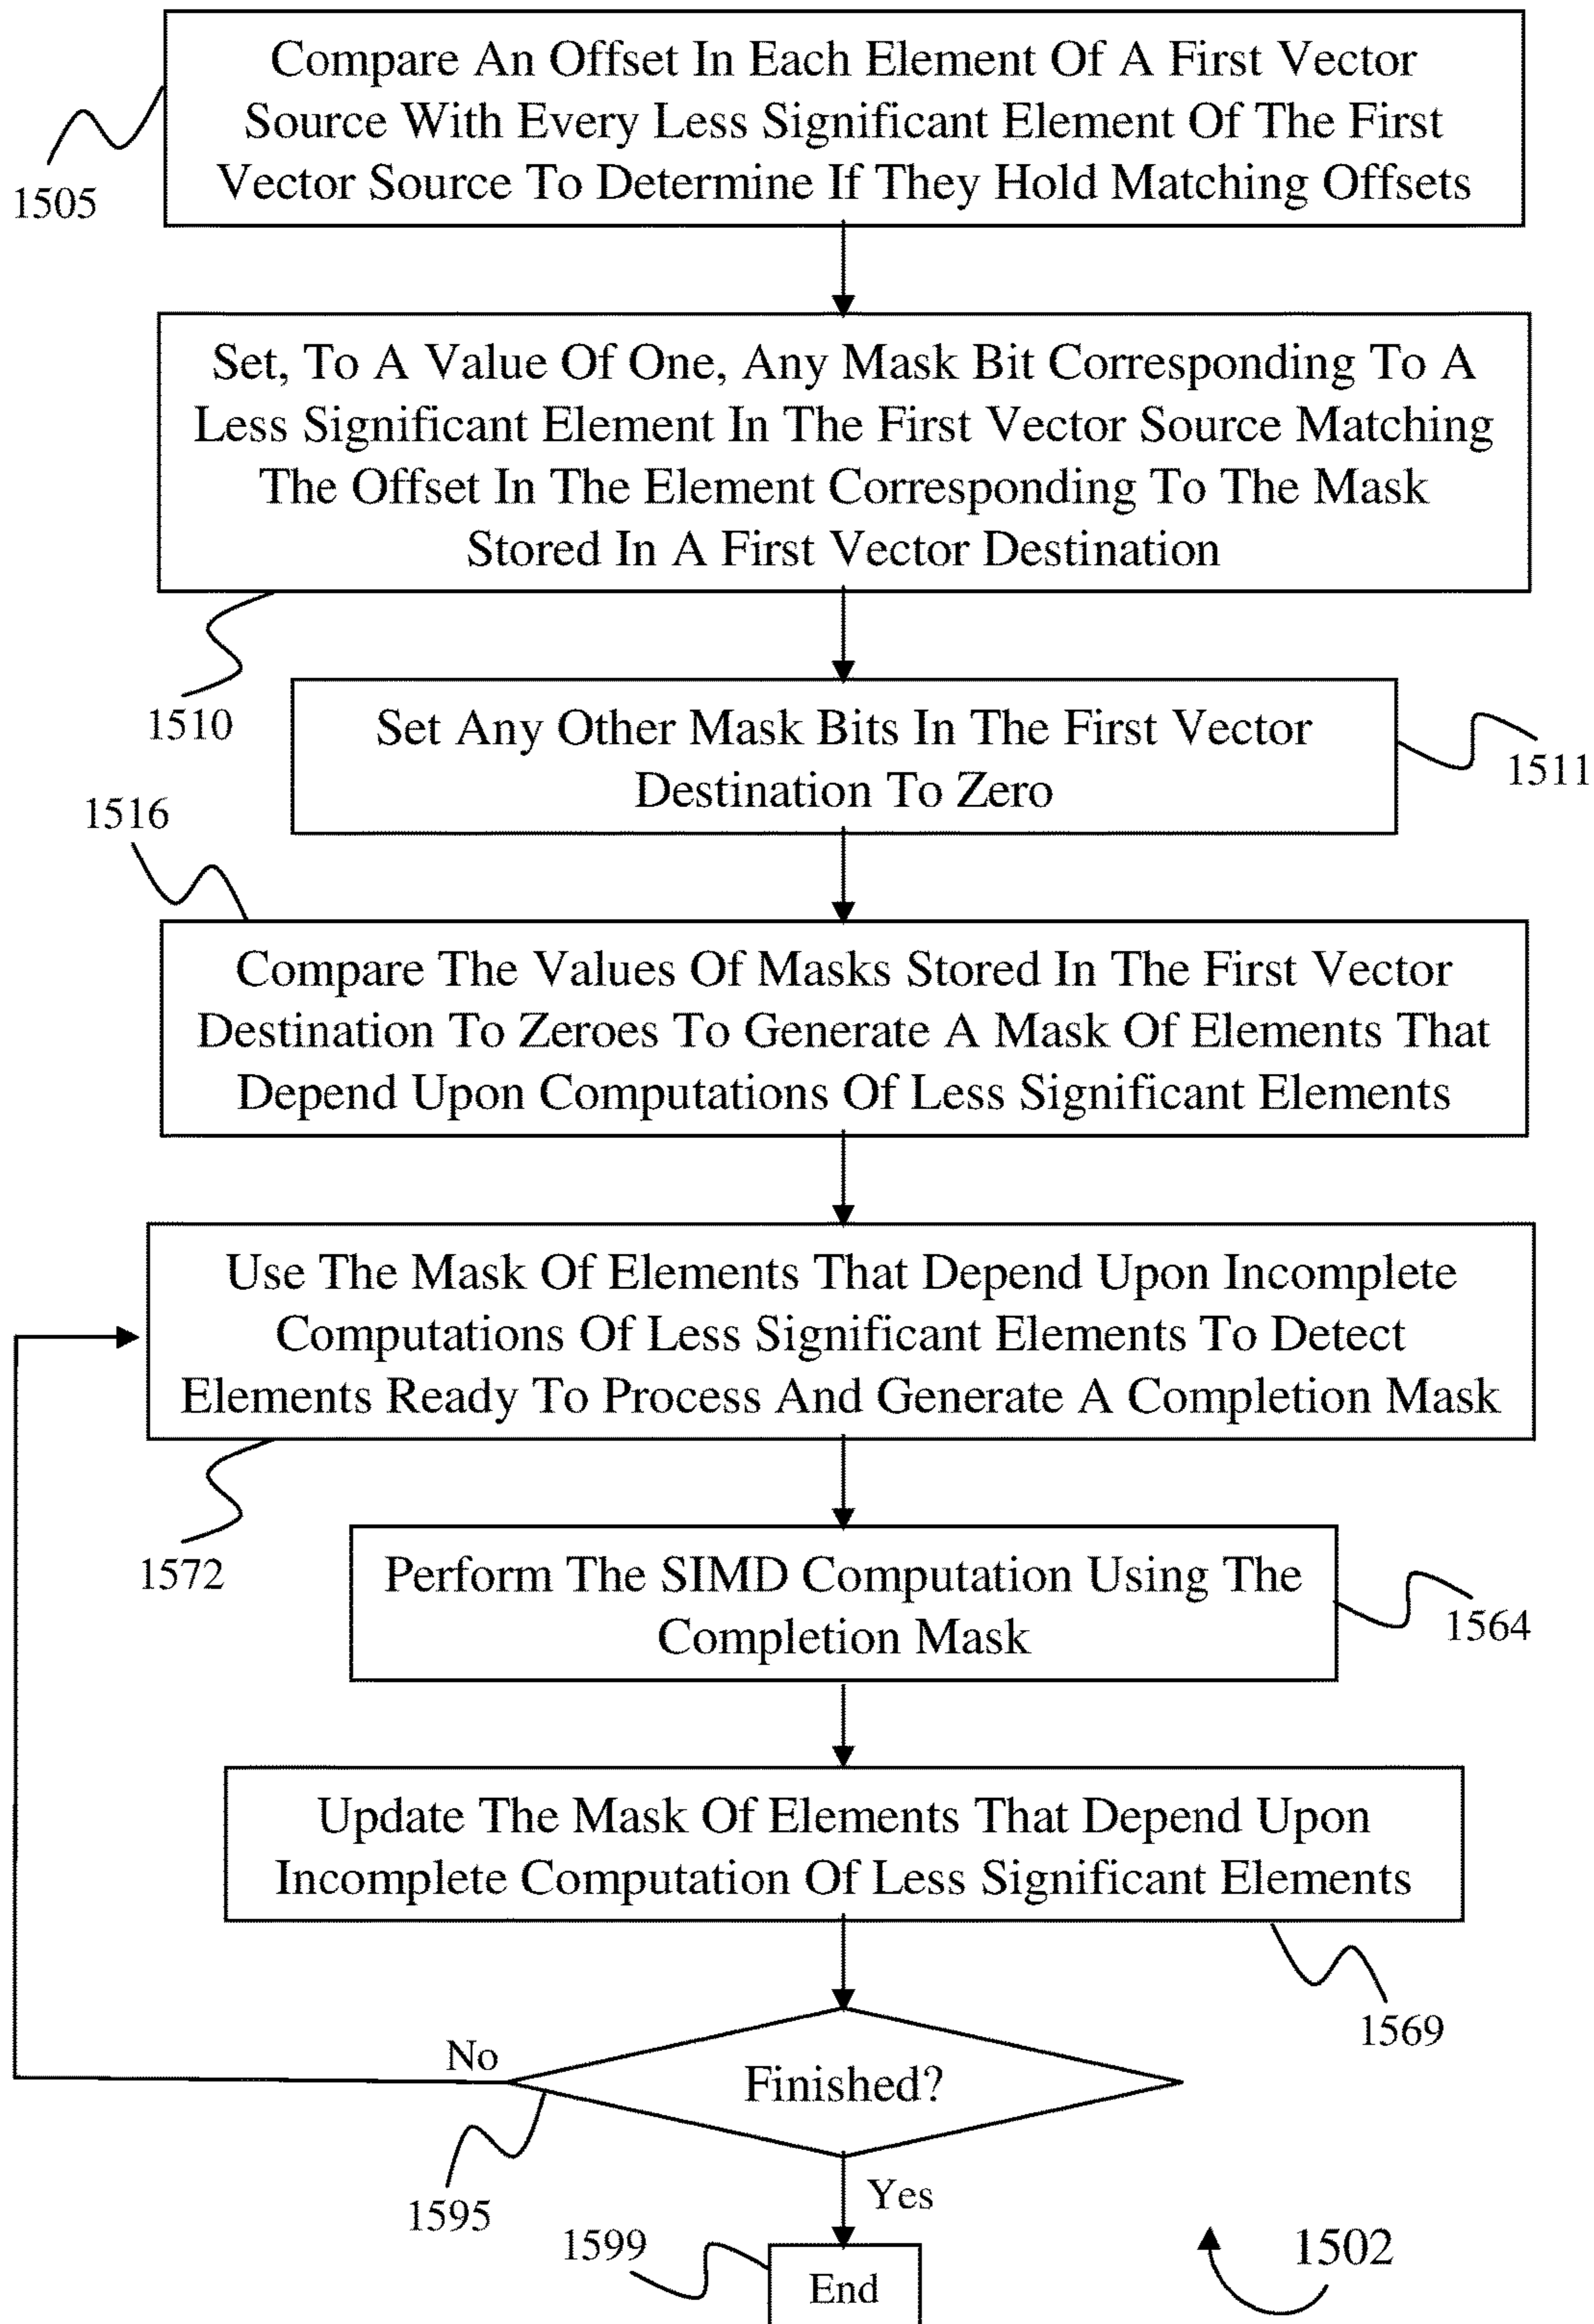 Compare An Offset In Each Element Of A First Vector
Source With Every Less Significant Element Of The First
Vector Source To Determine If They Hold Matching Offsets
1505
Set, To A Value Of One, Any Mask Bit Corresponding To A
Less Significant Element In The First Vector Source Matching
The Offset In The Element Corresponding To The Mask
Stored In A First Vector Destination
1510
Set Any Other Mask Bits In The First Vector
Destination To Zero
1511
1516
Compare The Values Of Masks Stored In The First Vector
Destination To Zeroes To Generate A Mask Of Elements That
Depend Upon Computations Of Less Significant Elements
Use The Mask Of Elements That Depend Upon Incomplete
Computations Of Less Significant Elements To Detect
Elements Ready To Process And Generate A Completion Mask
1572
Perform The SIMD Computation Using The
Completion Mask
1564
Update The Mask Of Elements That Depend Upon
Incomplete Computation Of Less Significant Elements
1569
No
Finished?
1595
Yes
1599
End
1502